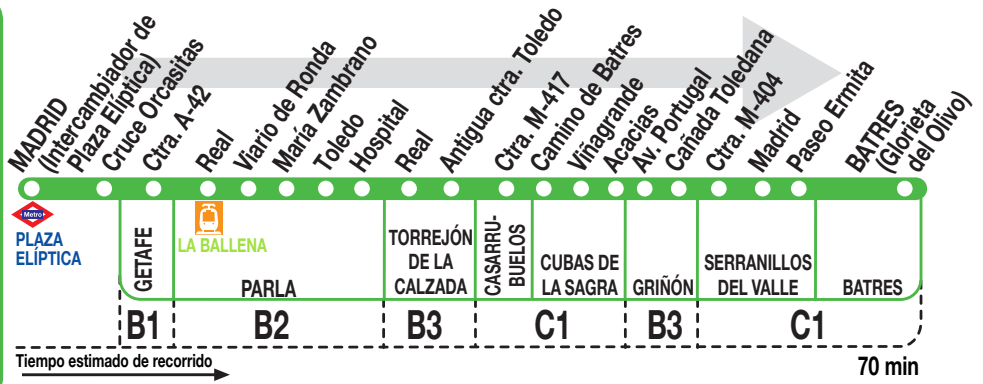 MADRID
(Intercambiador de
Plaza Elíptica)
Cruce Orcasitas
Ctra. A-42
Real
Viario de Ronda
María Zambrano
Toledo
Hospital
Real
Antigua ctra. Toledo
Ctra. M-417
Camino de Batres
Viñagrande
Acacias
Av. Portugal
Cañada Toledana
Ctra. M-404
Madrid
Paseo Ermita
BATRES
(Glorieta
del Olivo)
Metro
PLAZA
ELÍPTICA
GETAFE
LA BALLENA
PARLA
TORREJÓN
DE LA
CALZADA
CASARRU-
BUELOS
CUBAS DE
LA SAGRA
GRIÑÓN
SERRANILLOS
DEL VALLE
BATRES
B1
B2
B3
C1
B3
C1
Tiempo estimado de recorrido
70 min